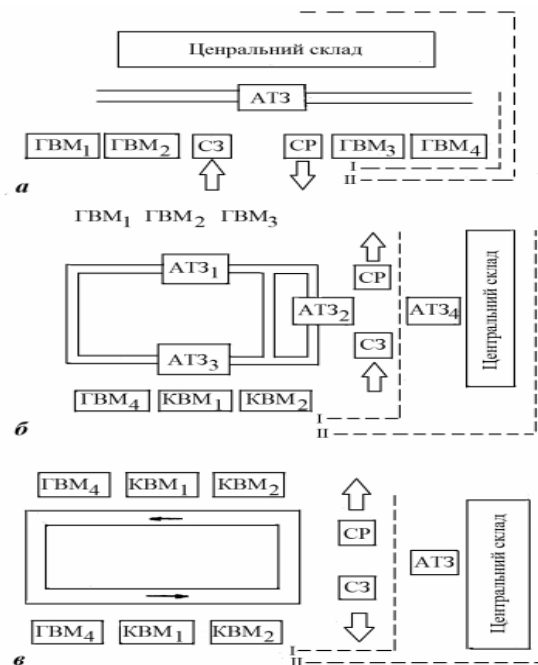 Ценральний склад
АТЗ
ГВМ1 ГВМ2 СЗ СР ГВМ3 ГВМ4
I
II
а
ГВМ1 ГВМ2 ГВМ3
АТЗ1
СР
АТЗ2
АТЗ4
Центральний склад
АТЗ3
СЗ
ГВМ4 КВМ1 КВМ2
I
II
б
ГВМ4 КВМ1 КВМ2
СР
АТЗ
Центральний склад
СЗ
ГВМ4 КВМ1 КВМ2
I
II
в